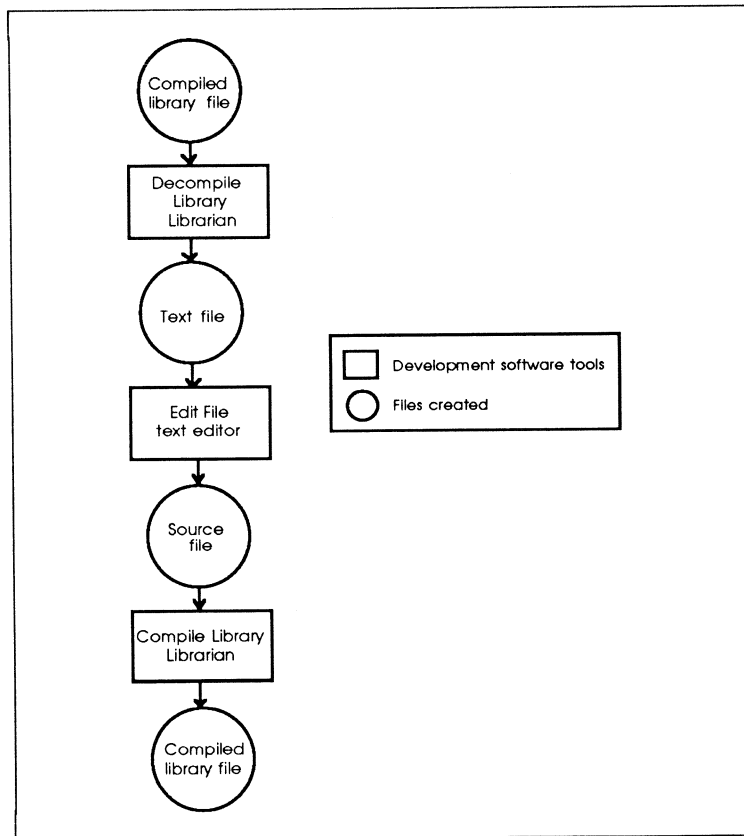 Compiled
library file
Decompile
Library
Librarian
Text file
Development software tools
Files created
Edit File
text editor
Source
file
Compile Library
Librarian
Compiled
library file